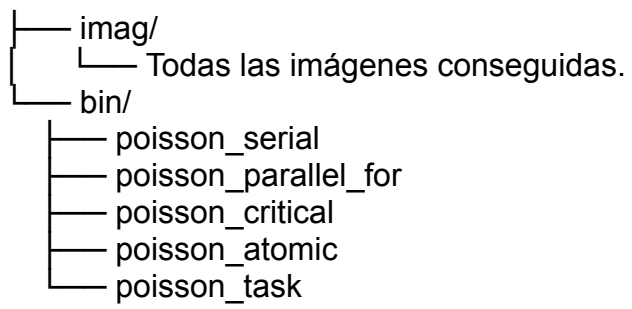 ├── imag/
│   └── Todas las imágenes conseguidas.
└── bin/
    ├── poisson_serial
    ├── poisson_parallel_for
    ├── poisson_critical
    ├── poisson_atomic
    └── poisson_task